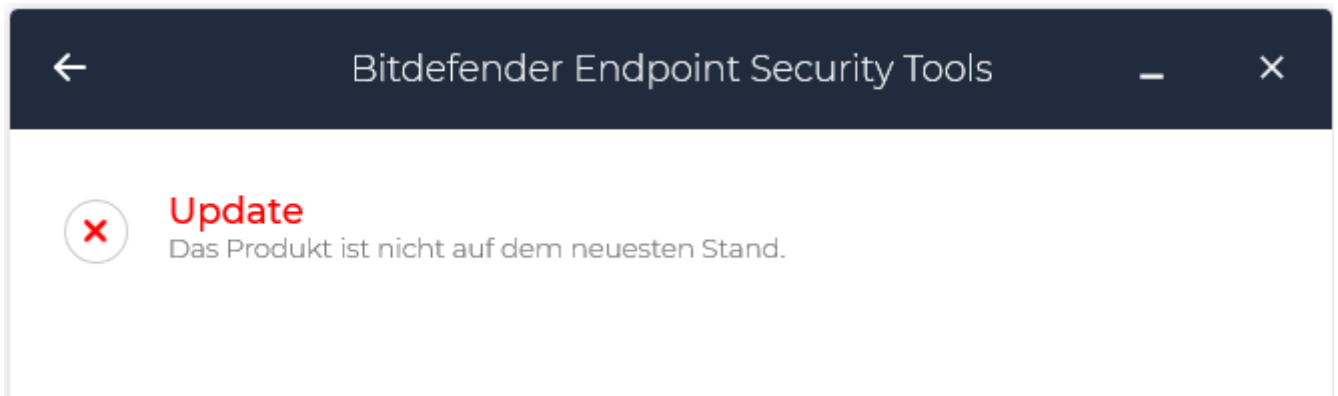 Bitdefender Endpoint Security Tools
Update
Das Produkt ist nicht auf dem neuesten Stand.